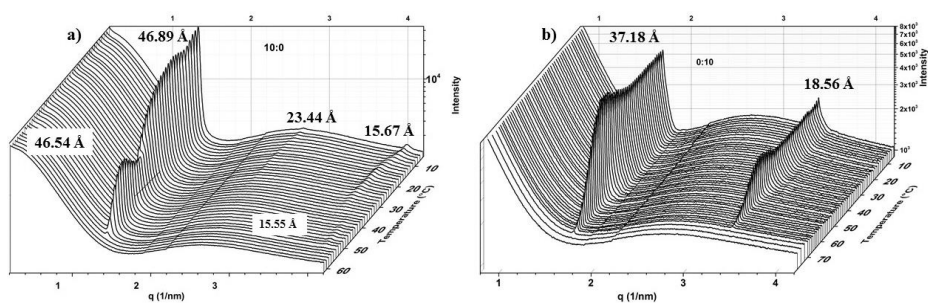 1 2 3 4
a)
46.89 Å
10:0
10⁴
Intensity
23.44 Å
15.67 Å
46.54 Å
15.55 Å
10
20
30
40
50
60
Temperature (°C)
1 2 3
q (1/nm)
1 2 3 4
b)
37.18 Å
0:10
18.56 Å
8x10³
6x10³
5x10³
4x10³
3x10³
2x10³
10³
Intensity
10
20
30
40
50
60
70
Temperature (°C)
1 2 3 4
q (1/nm)